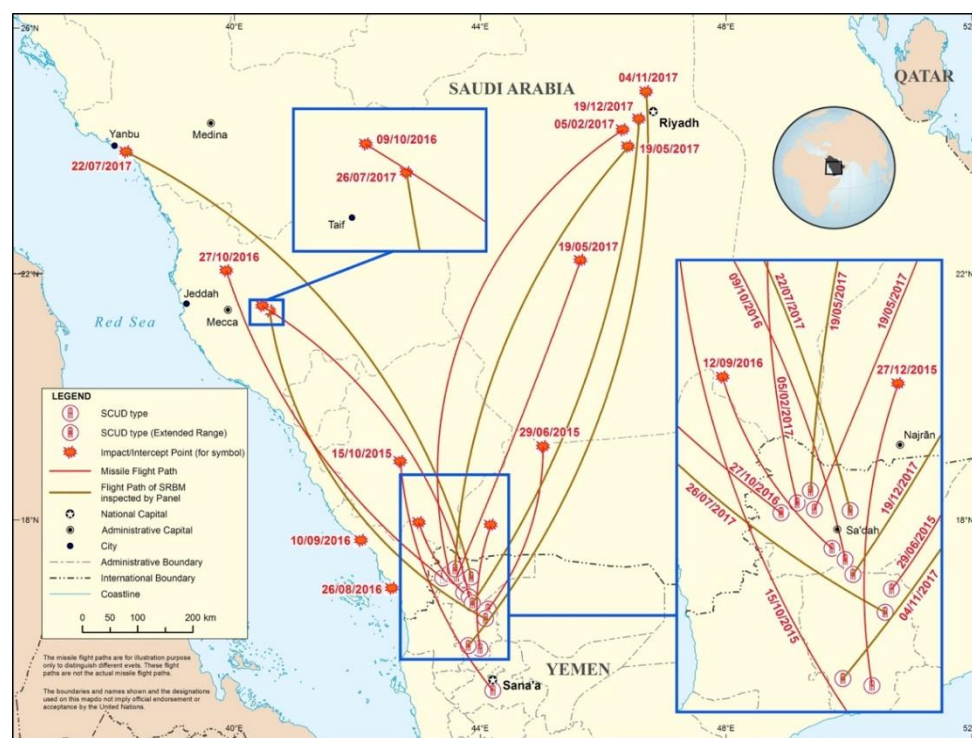 26°N
40°E
44°E
48°E
52°
26°N
04/11/2017
SAUDI ARABIA
QATAR
19/12/2017
05/02/2017
Riyadh
19/05/2017
Medina
Yanbu
22/07/2017
09/10/2016
26/07/2017
Taif
27/10/2016
19/05/2017
22°N
Jeddah
Mecca
Red Sea
LEGEND
SCUD type
SCUD type (Extended Range)
Impact/Intercept Point (for symbol)
Missile Flight Path
Flight Path of SRBM
inspected by Panel
National Capital
Administrative Capital
City
Administrative Boundary
International Boundary
Coastline
0 50 100 200 km
The missile flight paths are for illustration purpose
only to distinguish different evets. These flight
paths are not the actual missile flight paths.
The boundaries and names shown and the designations
used on this mapdo not imply official endorsement or
acceptance by the United Nations.
29/06/2015
15/10/2015
18°N
10/09/2016
26/08/2016
YEMEN
Sana'a
09/10/2016
22/07/2017
19/05/2017
19/05/2017
12/09/2016
05/02/2017
27/12/2015
Najrān
27/10/2016
26/07/2017
Sa'dah
19/12/2017
29/06/2015
04/11/2017
15/10/2015
18°N
40°E
44°E
48°E
52